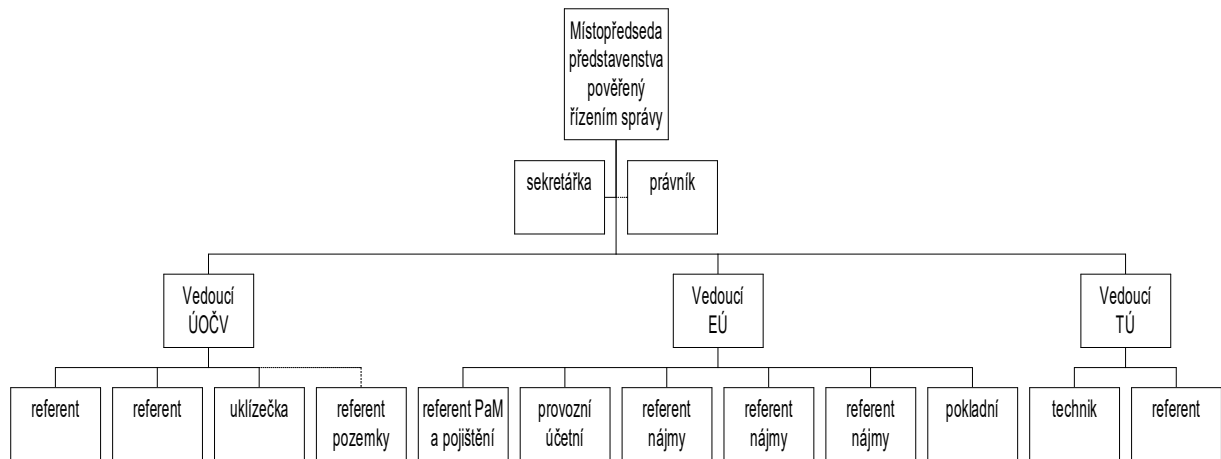 Místopředseda
představenstva
pověřený
řízením správy
sekretářka
právník
Vedoucí
ÚOČV
Vedoucí
EÚ
Vedoucí
TÚ
referent
referent
uklízečka
referent
pozemky
referent PaM
a pojištění
provozní
účetní
referent
nájmy
referent
nájmy
referent
nájmy
pokladní
technik
referent